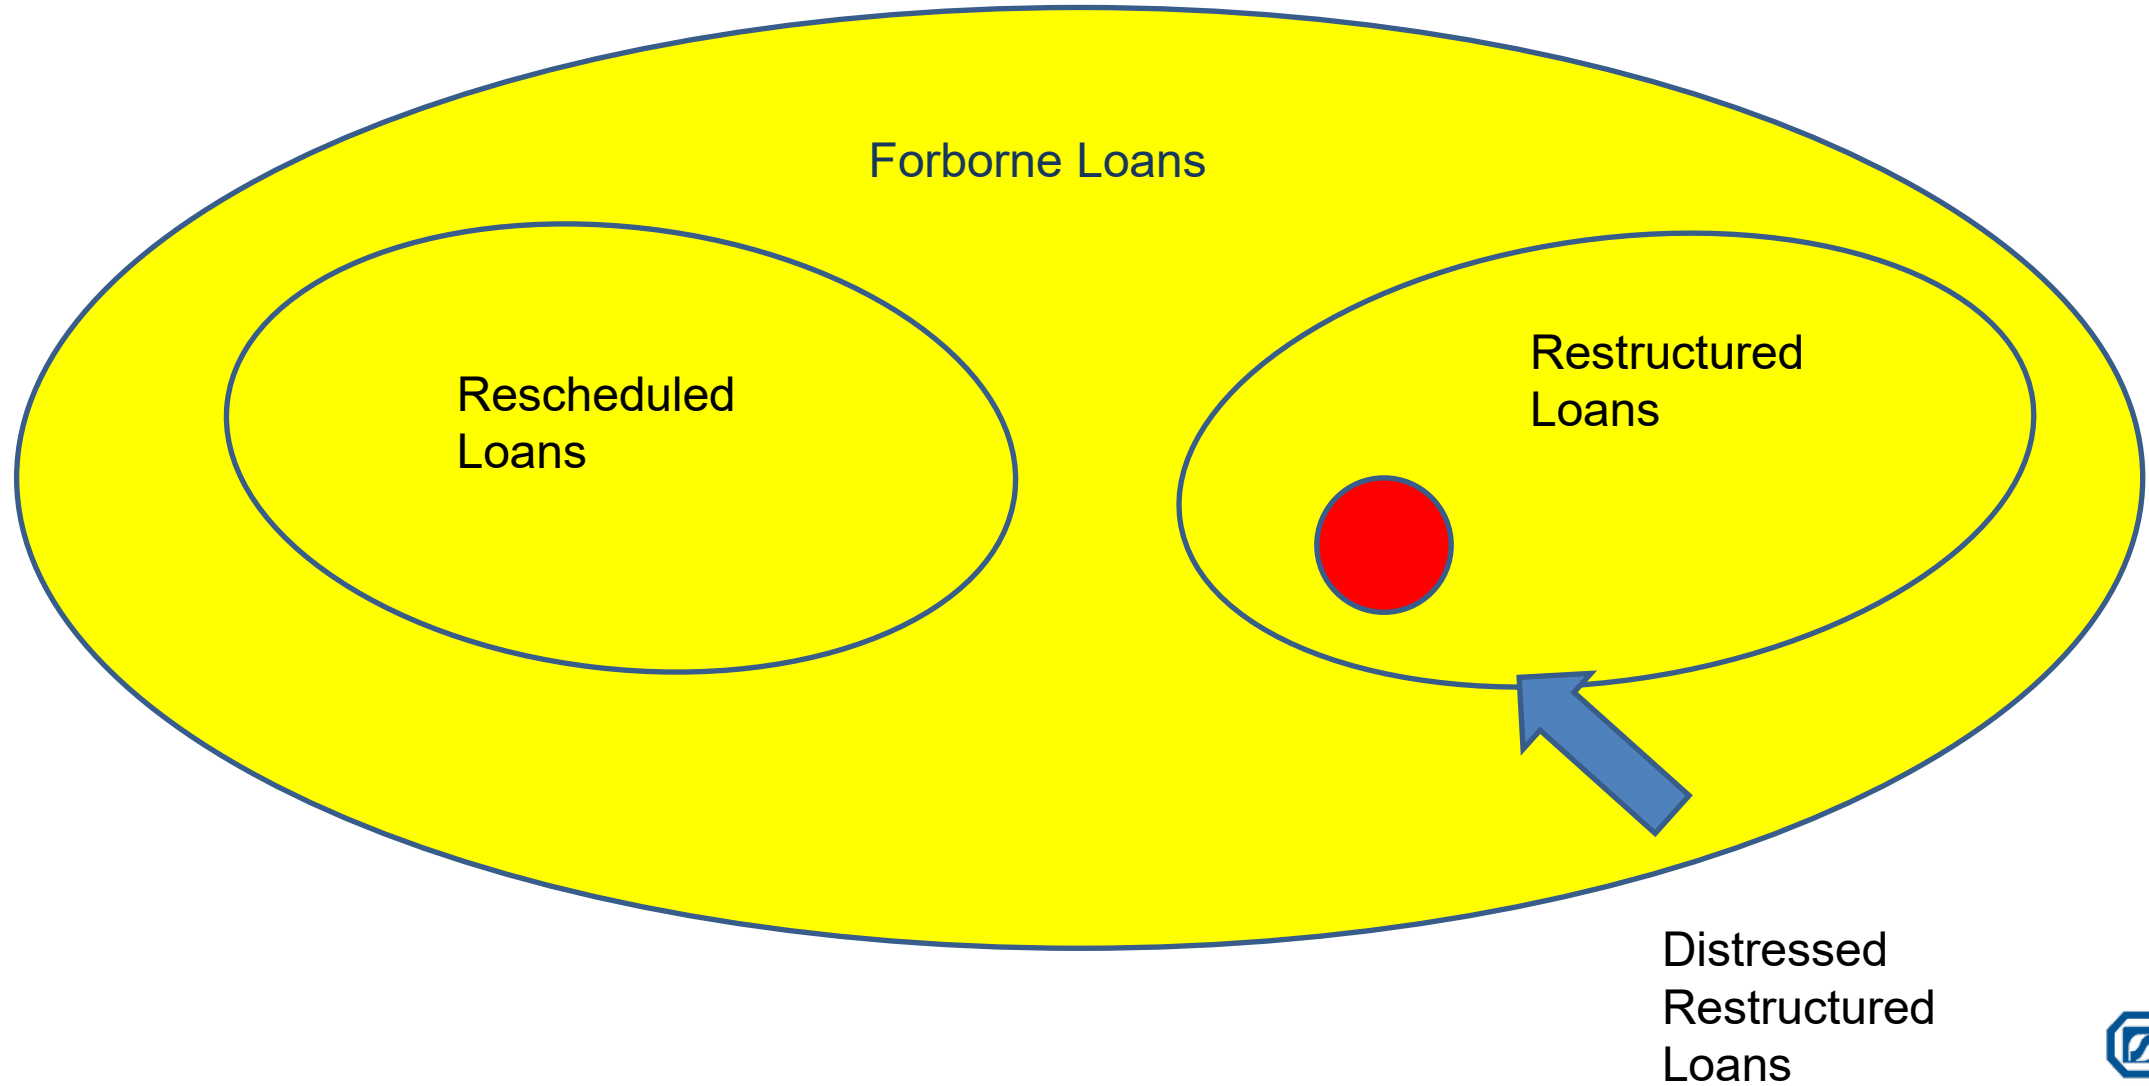 Forborne Loans
Rescheduled
Loans
Restructured
Loans
Distressed
Restructured
Loans